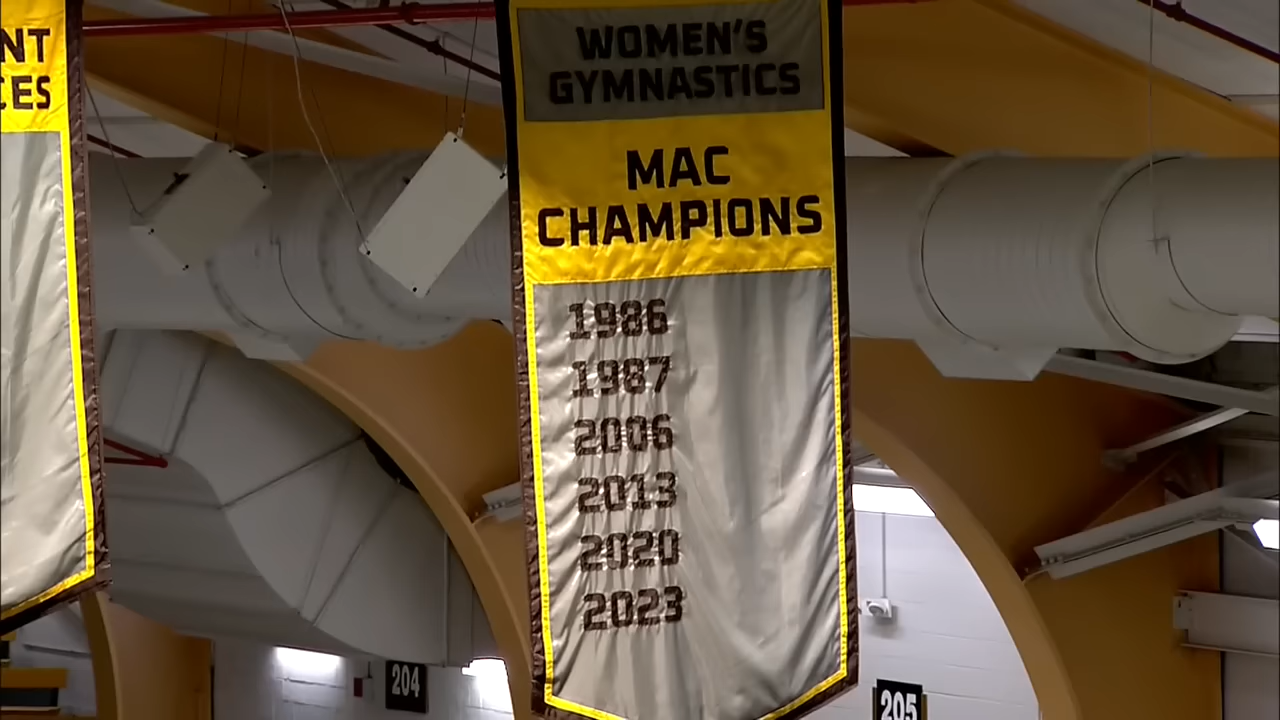 NT
CES
WOMEN'S
GYMNASTICS
MAC
CHAMPIONS
1986
1987
2006
2013
2020
2023
204
205